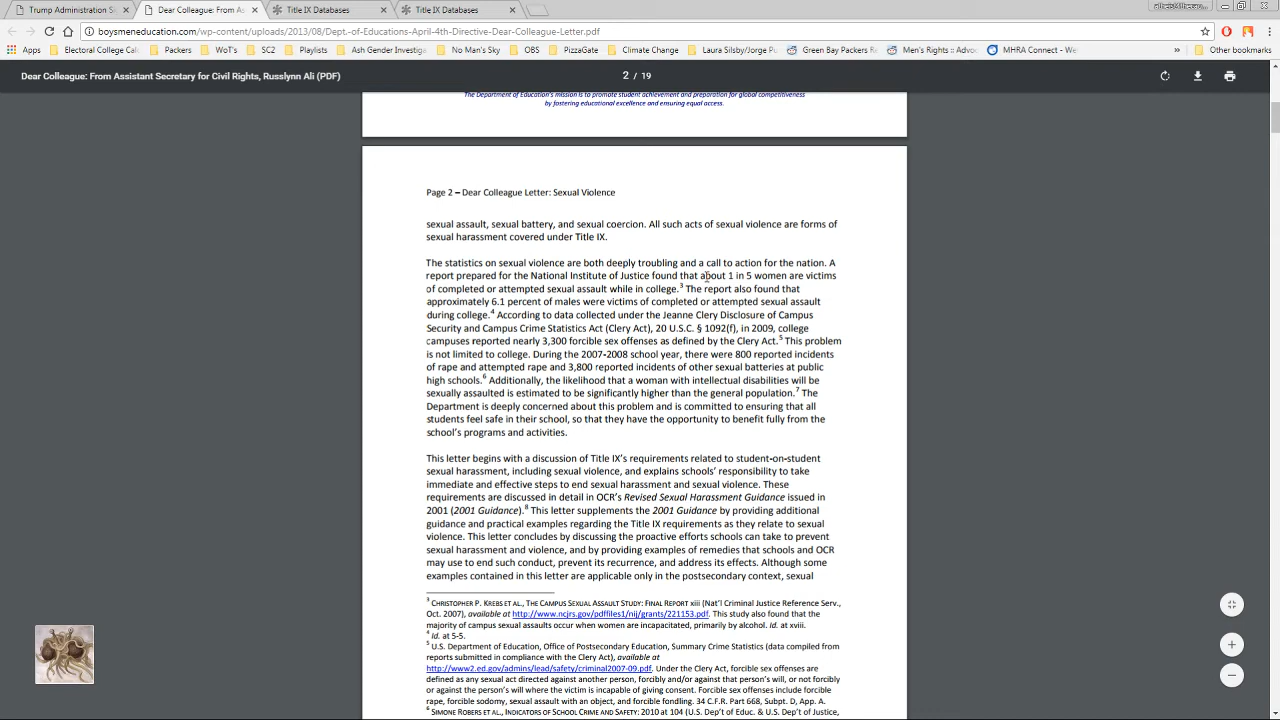 Trump Administration S
Dear Colleague: From As
Title IX Databases
Title IX Databases
boysmeneducation.com/wp-content/uploads/2013/08/Dept.-of-Educations-April-4th-Directive-Dear-Colleague-Letter.pdf
Apps
Electoral College Calc
Packers
WoT's
SC2
Playlists
Ash Gender Investiga
No Man's Sky
OBS
PizzaGate
Climate Change
Laura Silsby/Jorge Pu
Green Bay Packers R
Men's Rights :: Advoc
MHRA Connect - We
Other bookmarks
Dear Colleague: From Assistant Secretary for Civil Rights, Russlynn Ali (PDF)
2 / 19
The Department of Education's mission is to promote student achievement and preparation for global competitiveness
by fostering educational excellence and ensuring equal access.
Page 2 – Dear Colleague Letter: Sexual Violence
sexual assault, sexual battery, and sexual coercion. All such acts of sexual violence are forms of
sexual harassment covered under Title IX.
The statistics on sexual violence are both deeply troubling and a call to action for the nation. A
report prepared for the National Institute of Justice found that about 1 in 5 women are victims
of completed or attempted sexual assault while in college.3 The report also found that
approximately 6.1 percent of males were victims of completed or attempted sexual assault
during college.4 According to data collected under the Jeanne Clery Disclosure of Campus
Security and Campus Crime Statistics Act (Clery Act), 20 U.S.C. § 1092(f), in 2009, college
campuses reported nearly 3,300 forcible sex offenses as defined by the Clery Act.5 This problem
is not limited to college. During the 2007-2008 school year, there were 800 reported incidents
of rape and attempted rape and 3,800 reported incidents of other sexual batteries at public
high schools.6 Additionally, the likelihood that a woman with intellectual disabilities will be
sexually assaulted is estimated to be significantly higher than the general population.7 The
Department is deeply concerned about this problem and is committed to ensuring that all
students feel safe in their school, so that they have the opportunity to benefit fully from the
school's programs and activities.
This letter begins with a discussion of Title IX's requirements related to student-on-student
sexual harassment, including sexual violence, and explains schools' responsibility to take
immediate and effective steps to end sexual harassment and sexual violence. These
requirements are discussed in detail in OCR's Revised Sexual Harassment Guidance issued in
2001 (2001 Guidance).8 This letter supplements the 2001 Guidance by providing additional
guidance and practical examples regarding the Title IX requirements as they relate to sexual
violence. This letter concludes by discussing the proactive efforts schools can take to prevent
sexual harassment and violence, and by providing examples of remedies that schools and OCR
may use to end such conduct, prevent its recurrence, and address its effects. Although some
examples contained in this letter are applicable only in the postsecondary context, sexual
3 CHRISTOPHER P. KREBS ET AL., THE CAMPUS SEXUAL ASSAULT STUDY: FINAL REPORT xiii (Nat'l Criminal Justice Reference Serv.,
Oct. 2007), available at http://www.ncjrs.gov/pdffiles1/nij/grants/221153.pdf. This study also found that the
majority of campus sexual assaults occur when women are incapacitated, primarily by alcohol. Id. at xviii.
4 Id. at 5-5.
5 U.S. Department of Education, Office of Postsecondary Education, Summary Crime Statistics (data compiled from
reports submitted in compliance with the Clery Act), available at
http://www2.ed.gov/admins/lead/safety/criminal2007-09.pdf. Under the Clery Act, forcible sex offenses are
defined as any sexual act directed against another person, forcibly and/or against that person's will, or not forcibly
or against the person's will where the victim is incapable of giving consent. Forcible sex offenses include forcible
rape, forcible sodomy, sexual assault with an object, and forcible fondling. 34 C.F.R. Part 668, Subpt. D, App. A.
6 SIMONE ROBERS ET AL., INDICATORS OF SCHOOL CRIME AND SAFETY: 2010 at 104 (U.S. Dep't of Educ. & U.S. Dep't of Justice,